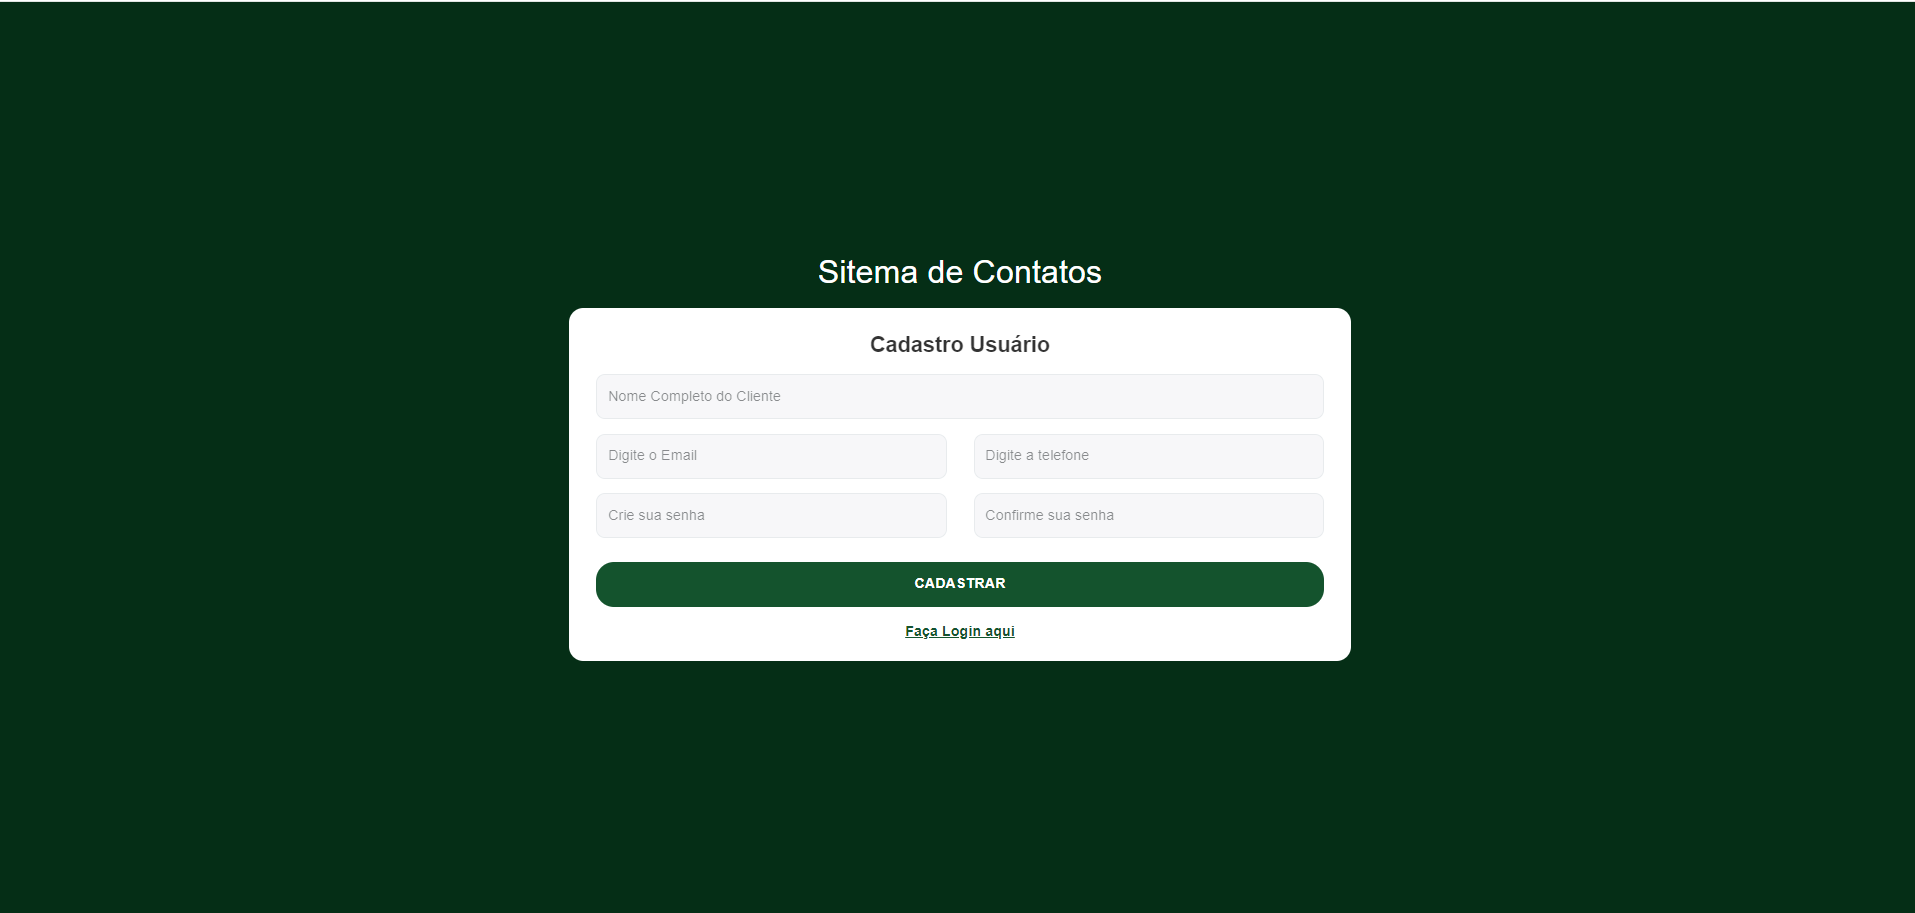 Sitema de Contatos
Cadastro Usuário
Nome Completo do Cliente
Digite o Email
Digite a telefone
Crie sua senha
Confirme sua senha
CADASTRAR
Faça Login aqui